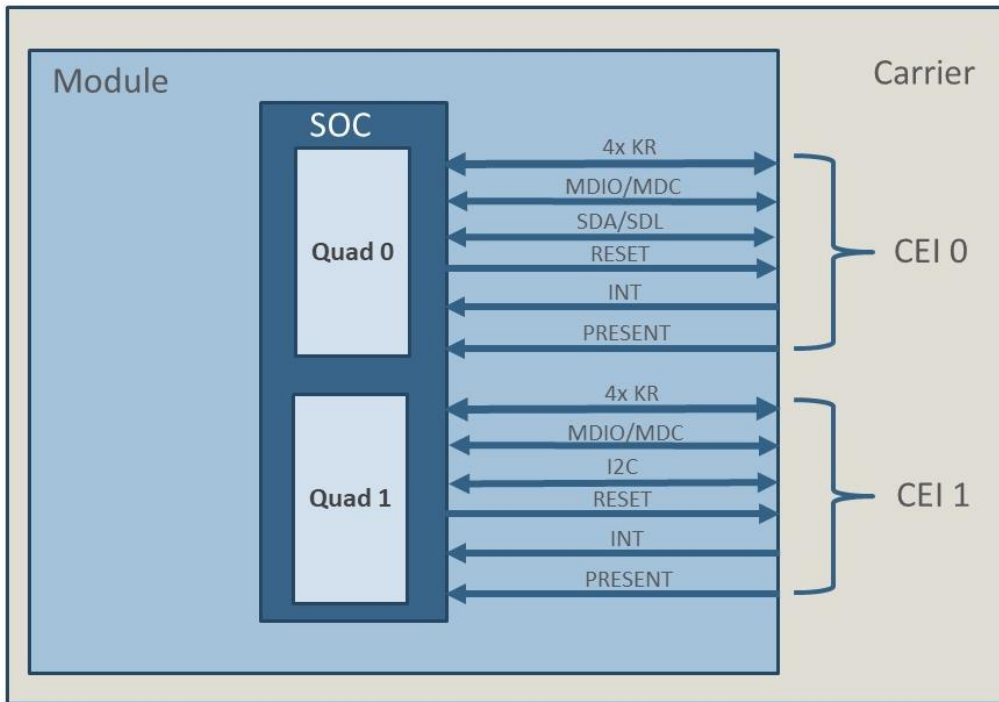 Module
Carrier
SOC
Quad 0
4x KR
MDIO/MDC
SDA/SDL
RESET
INT
PRESENT
CEI 0
Quad 1
4x KR
MDIO/MDC
I2C
RESET
INT
PRESENT
CEI 1